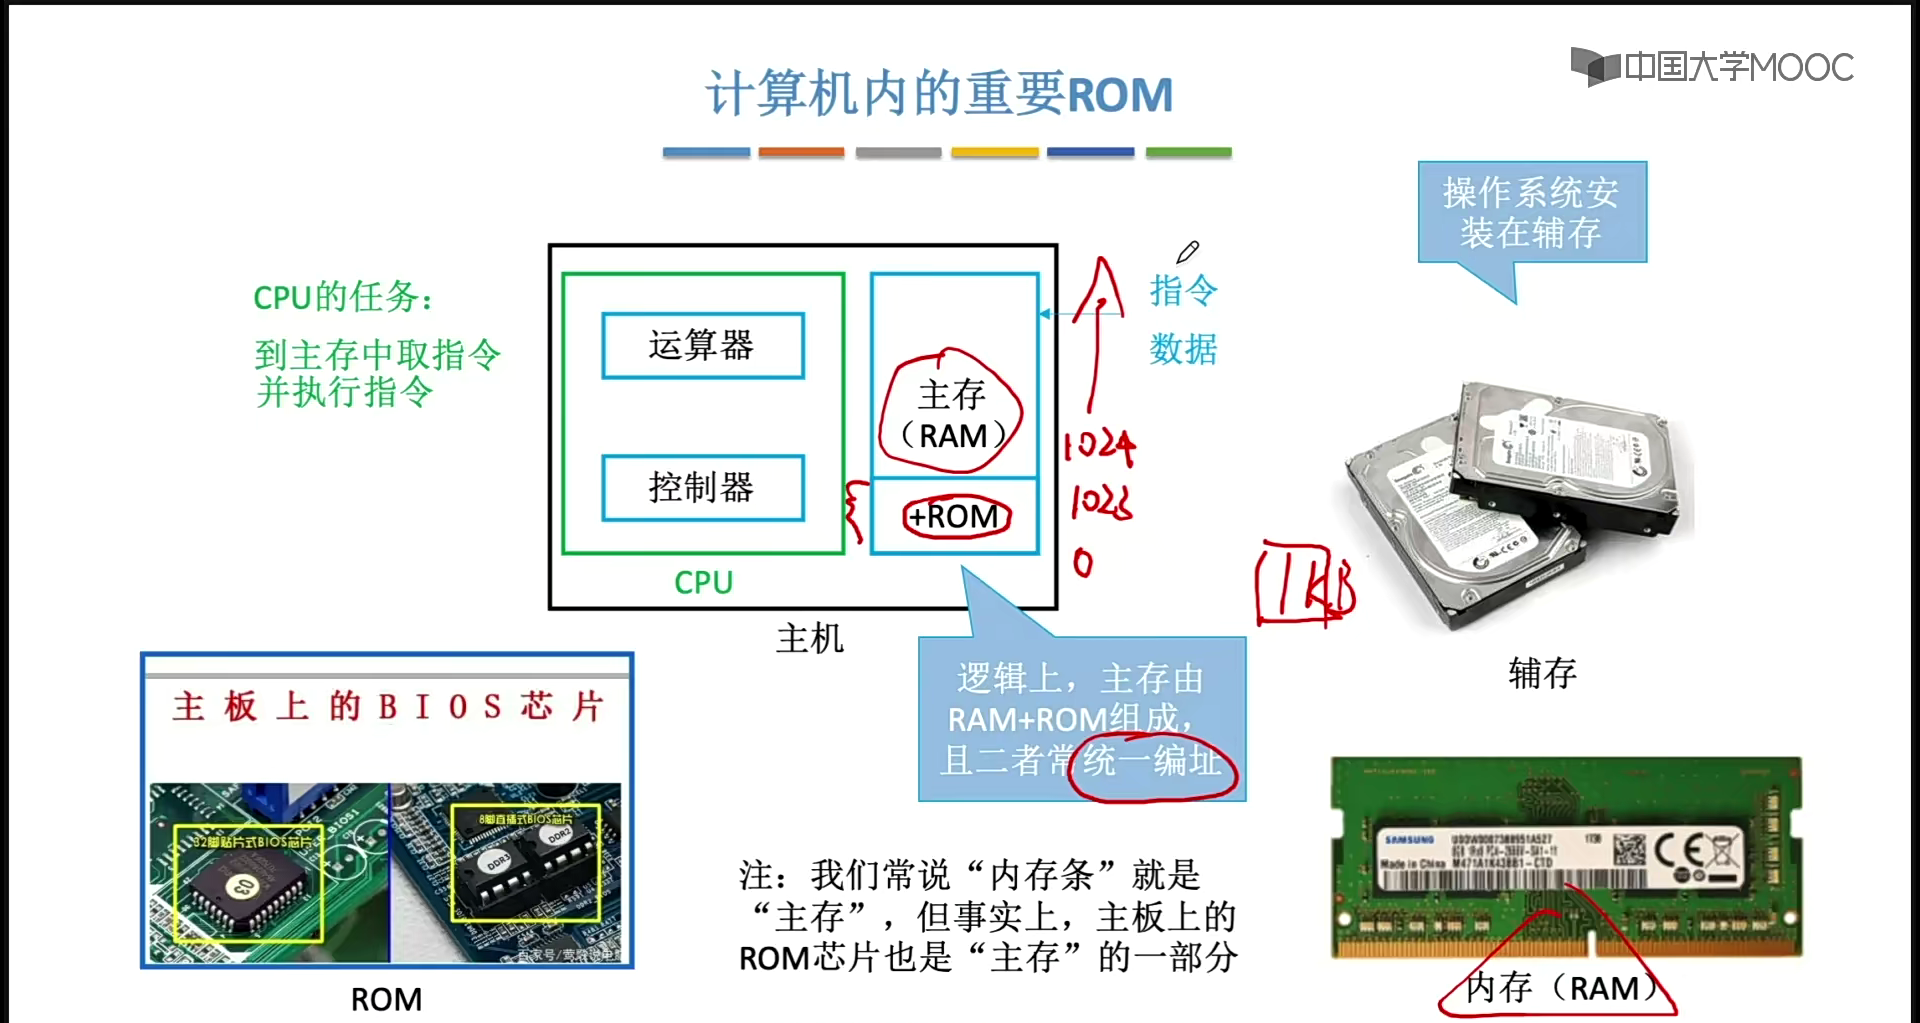 中国大学MOOC
计算机内的重要ROM
操作系统安
装在辅存
CPU的任务：
到主存中取指令
并执行指令
运算器
控制器
CPU
主存
（RAM）
+ROM
主机
指令
数据
1024
1023
0
1KB
辅存
逻辑上，主存由
RAM+ROM组成，
且二者常统一编址
主板上的BIOS芯片
32脚贴片式BIOS芯片
8脚直插式BIOS芯片
DDR3
DDR2
ROM
注：我们常说“内存条”就是
“主存”，但事实上，主板上的
ROM芯片也是“主存”的一部分
SAMSUNG
Made in China
内存（RAM）